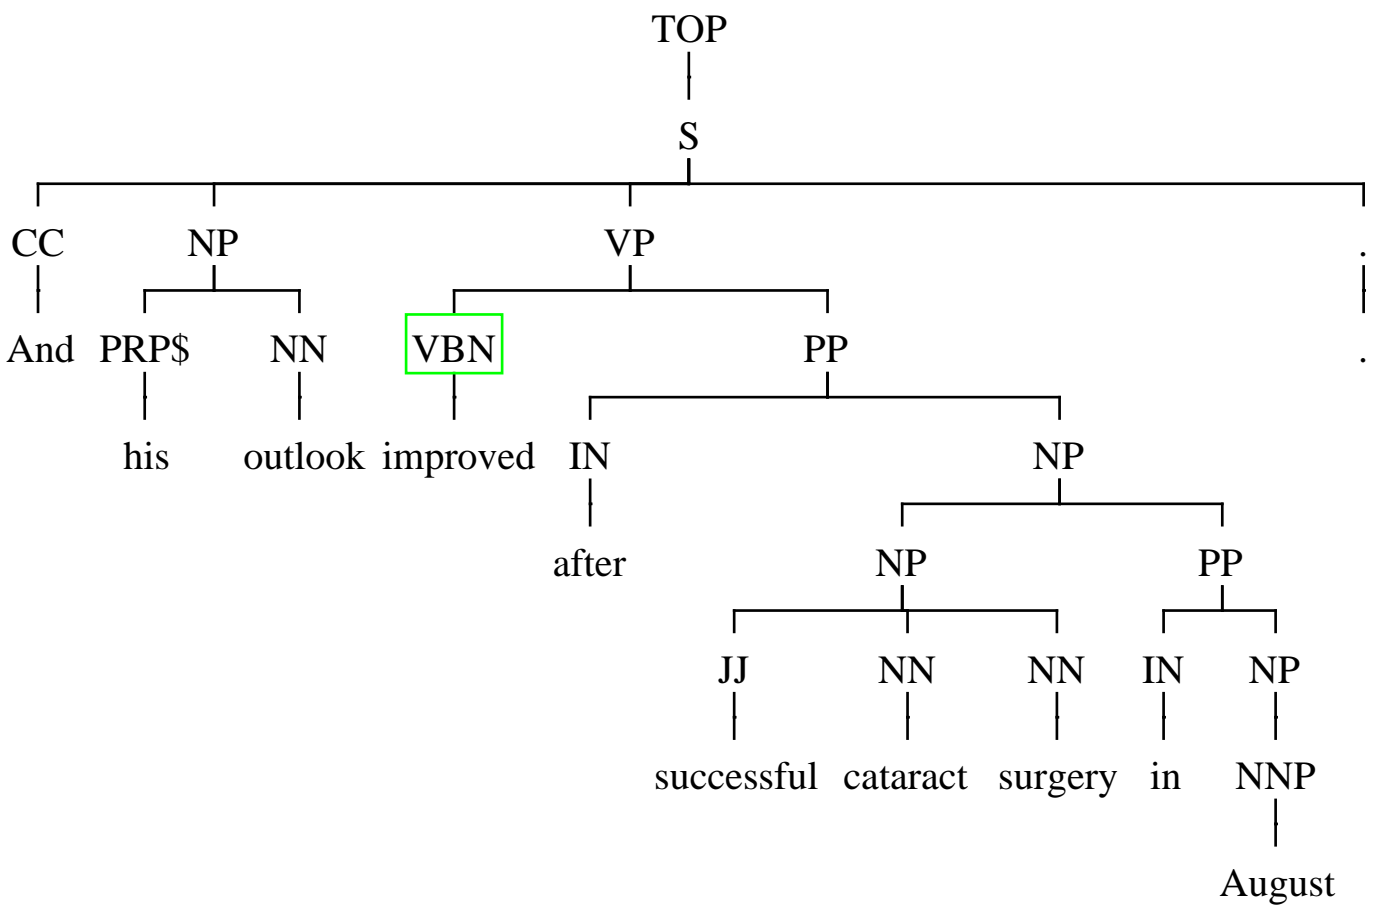 TOP
S
CC NP VP .
And PRP$ NN VBN PP .
his outlook improved IN NP
after NP PP
JJ NN NN IN NP
successful cataract surgery in NNP
August